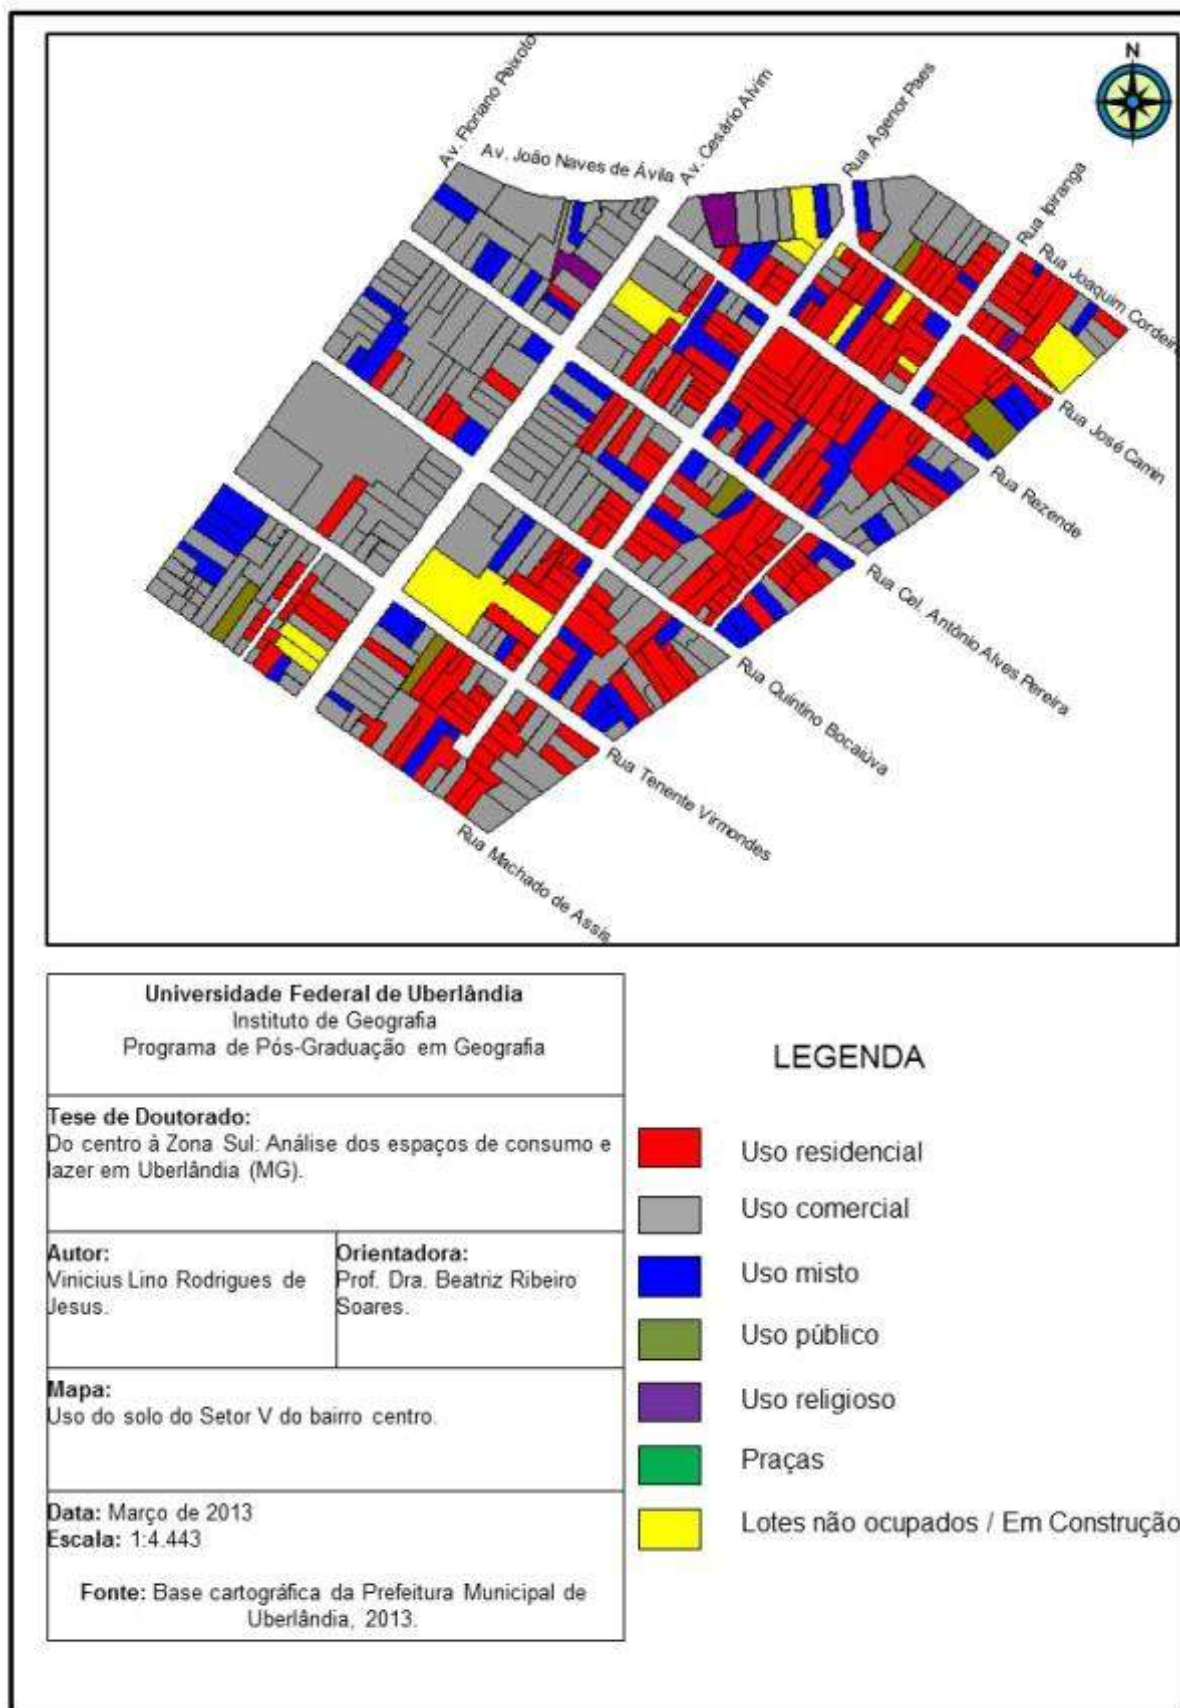 N
Av. Floriano Peixoto
Av. João Naves de Ávila
Av. Cesário Alvim
Rua Agenor Paes
Rua Ipiranga
Rua Joaquim Cordeiro
Rua José Camin
Rua Rezende
Rua Cel. Antônio Alves Pereira
Rua Quintino Bocaiúva
Rua Tenente Virmondes
Rua Machado de Assis
Universidade Federal de Uberlândia
Instituto de Geografia
Programa de Pós-Graduação em Geografia
Tese de Doutorado:
Do centro à Zona Sul: Análise dos espaços de consumo e
lazer em Uberlândia (MG).
Autor:
Vinicius Lino Rodrigues de
Jesus.
Orientadora:
Prof. Dra. Beatriz Ribeiro
Soares.
Mapa:
Uso do solo do Setor V do bairro centro.
Data: Março de 2013
Escala: 1:4.443
Fonte: Base cartográfica da Prefeitura Municipal de
Uberlândia, 2013.
LEGENDA
Uso residencial
Uso comercial
Uso misto
Uso público
Uso religioso
Praças
Lotes não ocupados / Em Construção